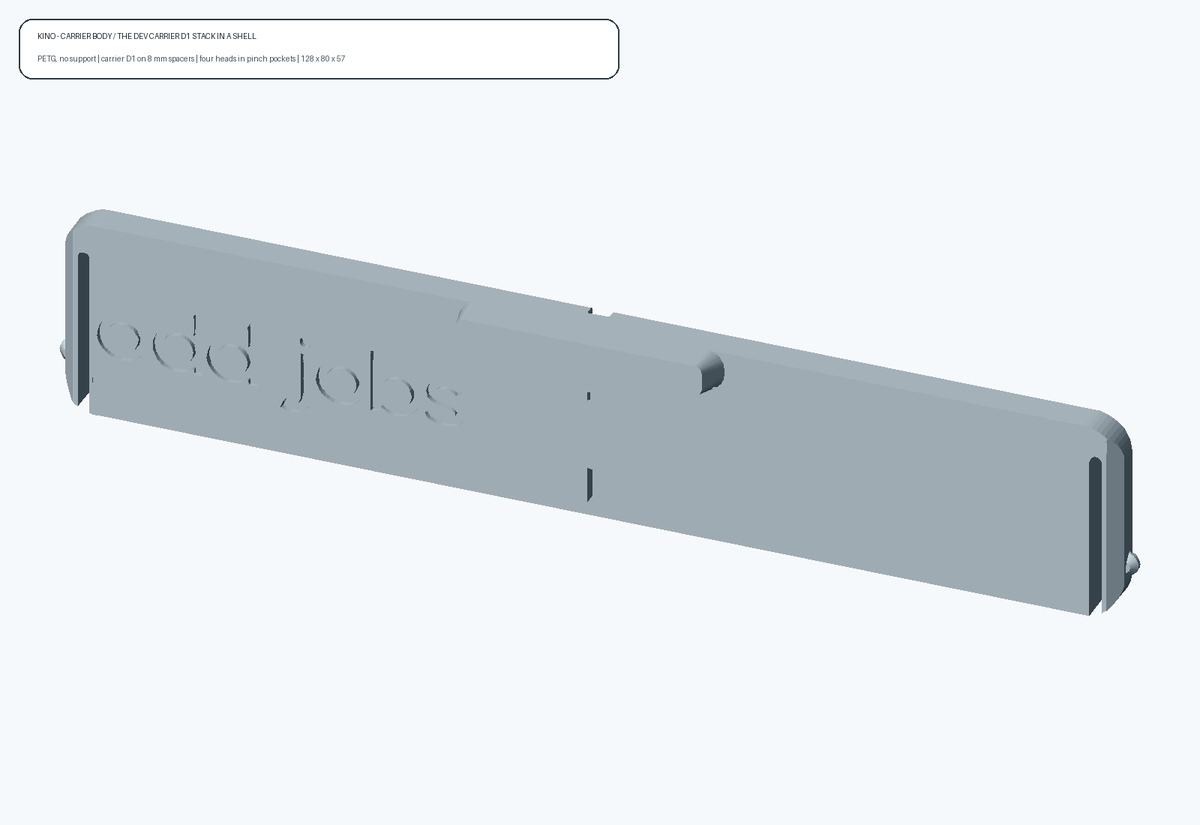 KINO - CARRIER BODY / THE DEV CARRIER D1 STACK IN A SHELL
PETG, no support | carrier D1 on 8 mm spacers | four heads in pinch pockets | 128 x 80 x 57
odd jobs